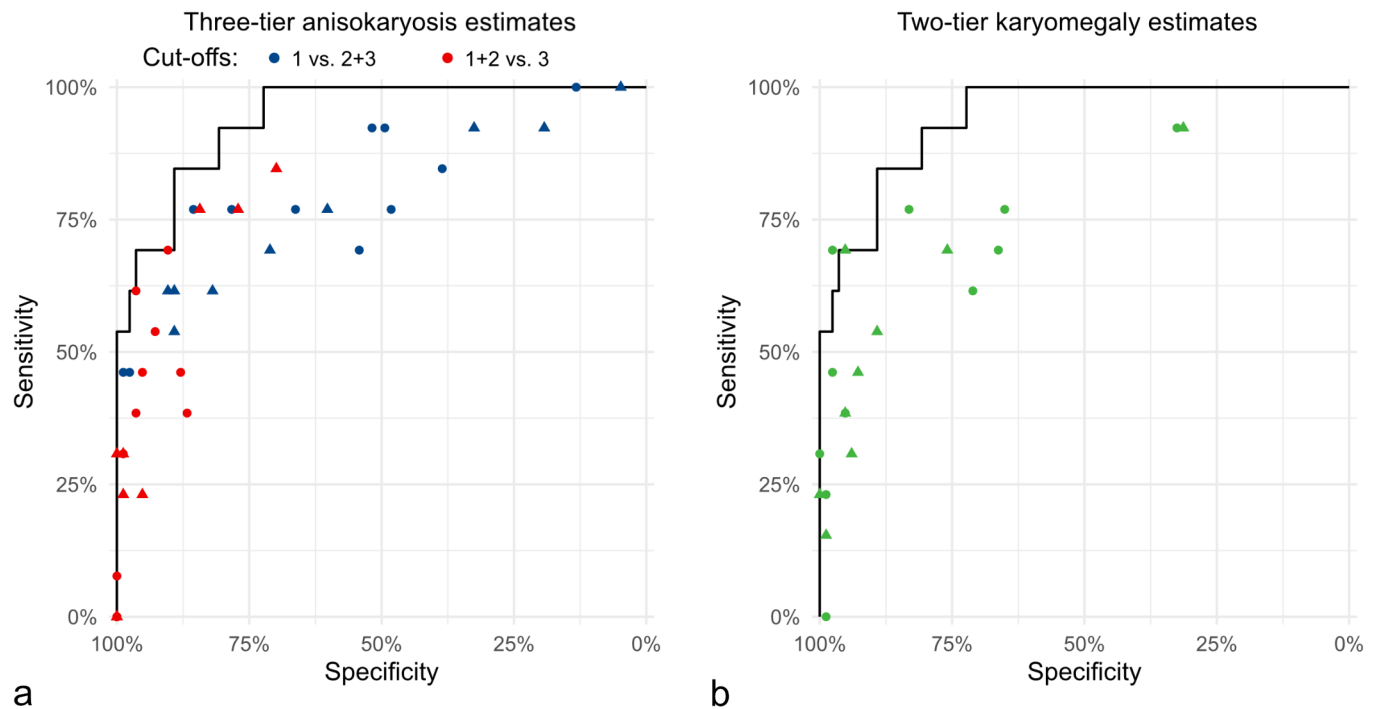 Three-tier anisokaryosis estimates
Cut-offs: 1 vs. 2+3 1+2 vs. 3
100%
75%
50%
25%
0%
Sensitivity
100% 75% 50% 25% 0%
Specificity
a
Two-tier karyomegaly estimates
100%
75%
50%
25%
0%
Sensitivity
100% 75% 50% 25% 0%
Specificity
b